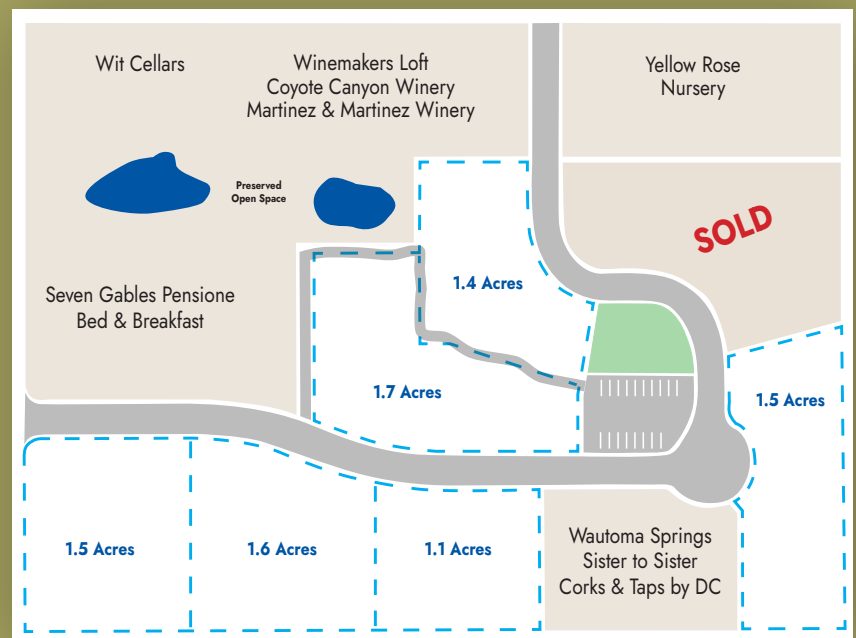 Wit Cellars
Winemakers Loft
Coyote Canyon Winery
Martinez & Martinez Winery
Yellow Rose
Nursery
Preserved
Open Space
SOLD
1.4 Acres
Seven Gables Pensione
Bed & Breakfast
1.7 Acres
1.5 Acres
1.5 Acres
1.6 Acres
1.1 Acres
Wautoma Springs
Sister to Sister
Corks & Taps by DC